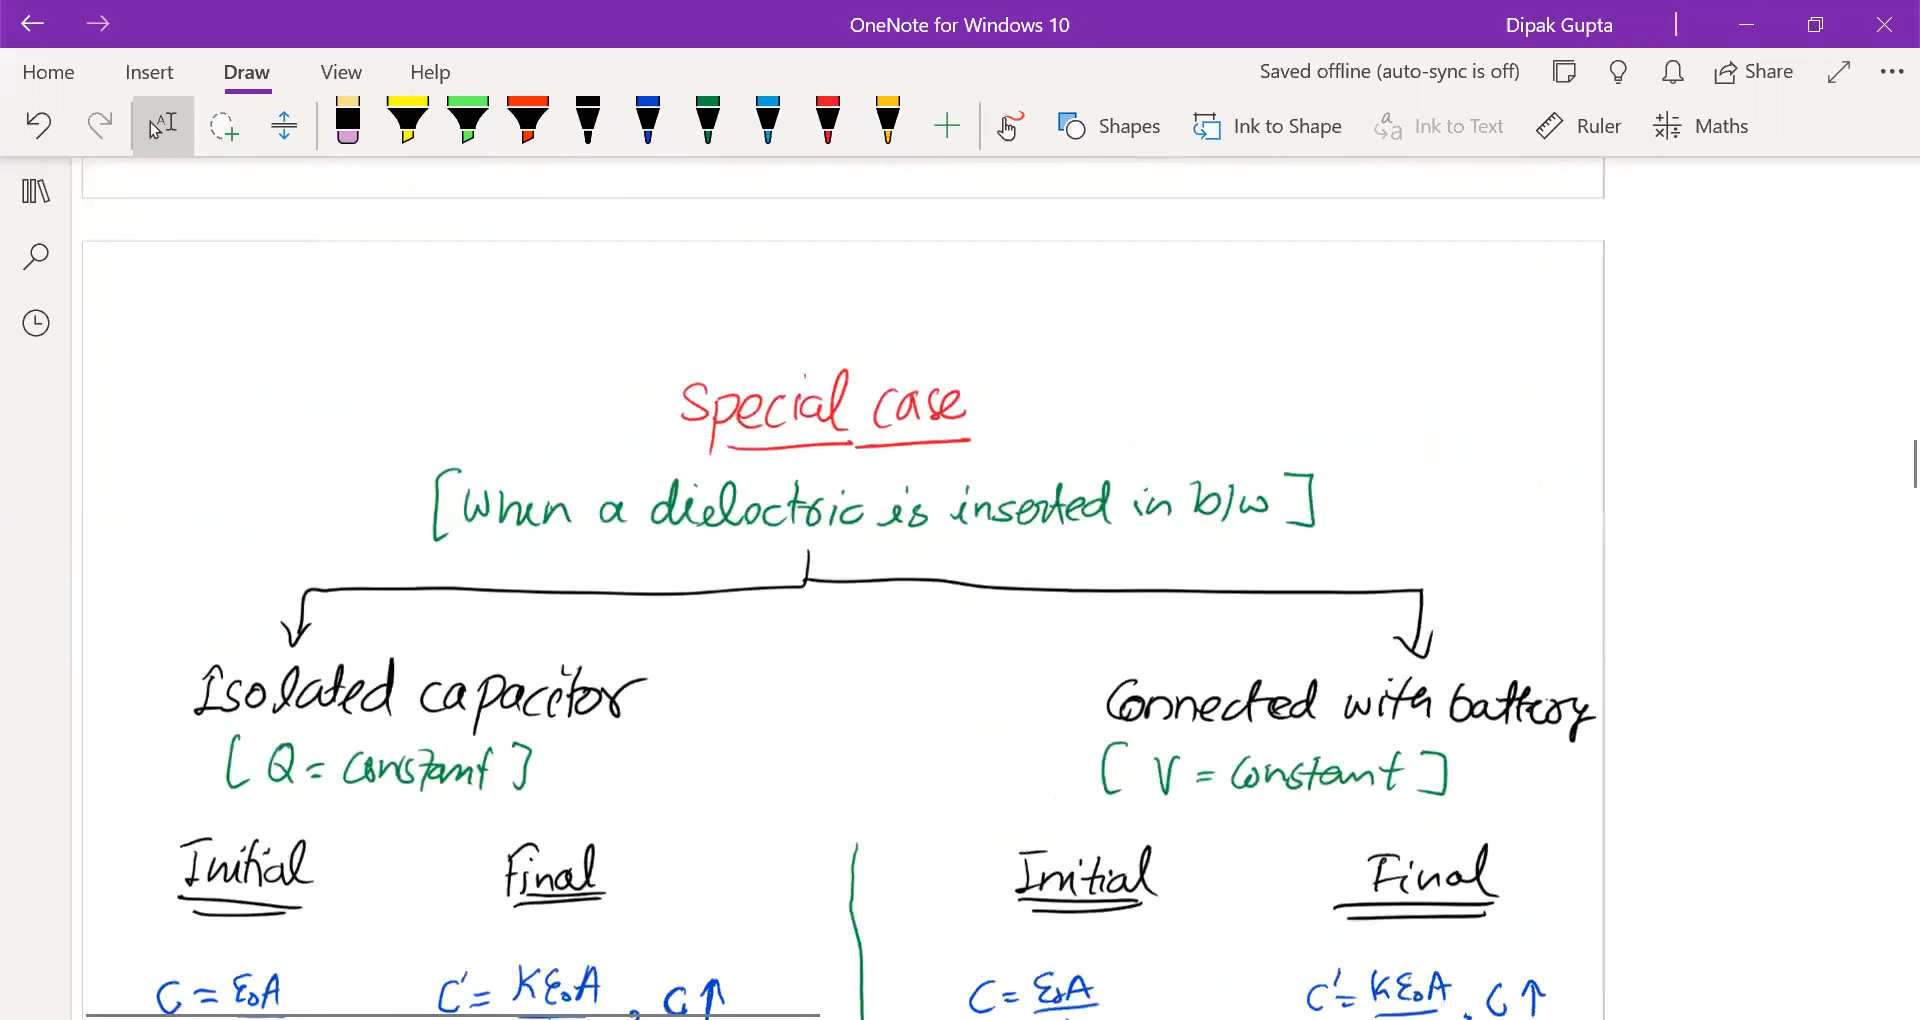 OneNote for Windows 10
Dipak Gupta
Home Insert Draw View Help
Saved offline (auto-sync is off) Share
Shapes Ink to Shape Ink to Text Ruler Maths
Special case
[When a dieloctric is inserted in b/w]
Isolated capacitor
Connected with battery
[Q = constant]
[V = constant]
Initial Final
Initial Final
C = ε₀A C' = Kε₀A, C↑
C = ε₀A C' = Kε₀A, C↑